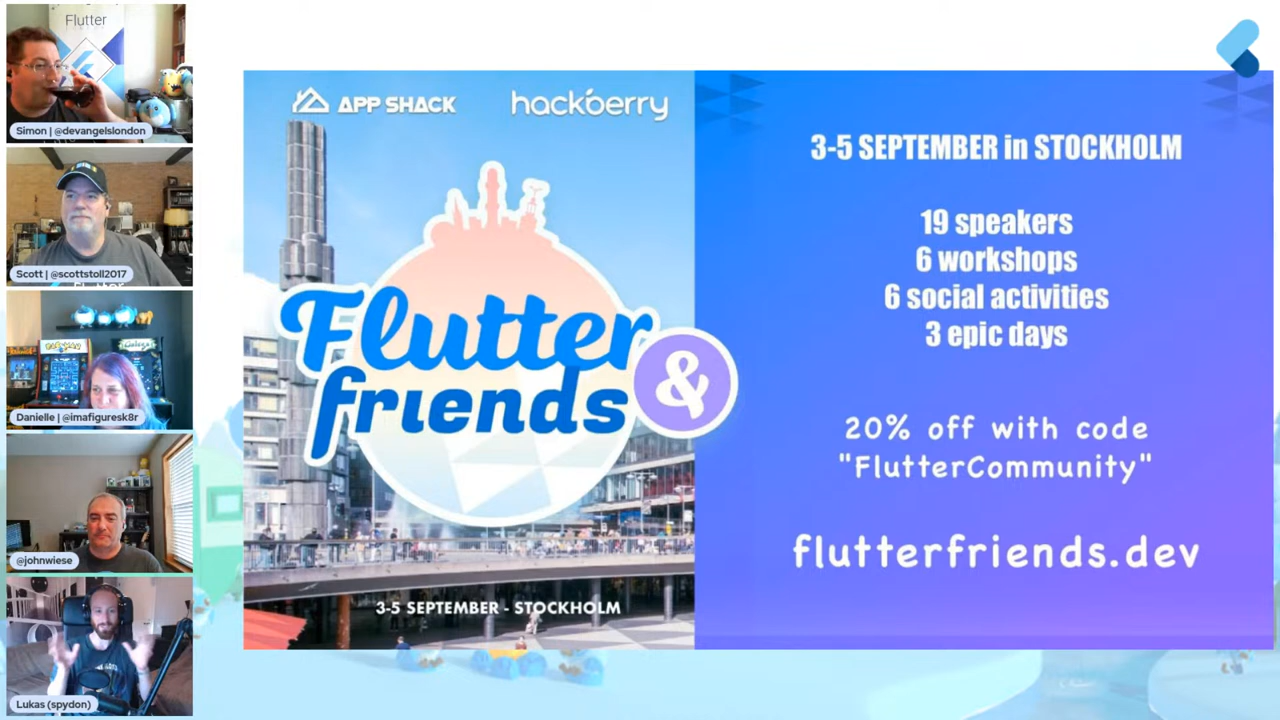 Flutter
Simon | @devangelslondon
Scott | @scottstoll2017
Danielle | @imafiguresk8r
@johnwiese
Lukas (spydon)
APP SHACK
hackberry
Flutter
&
friends
3-5 SEPTEMBER - STOCKHOLM
3-5 SEPTEMBER in STOCKHOLM
19 speakers
6 workshops
6 social activities
3 epic days
20% off with code
"FlutterCommunity"
flutterfriends.dev